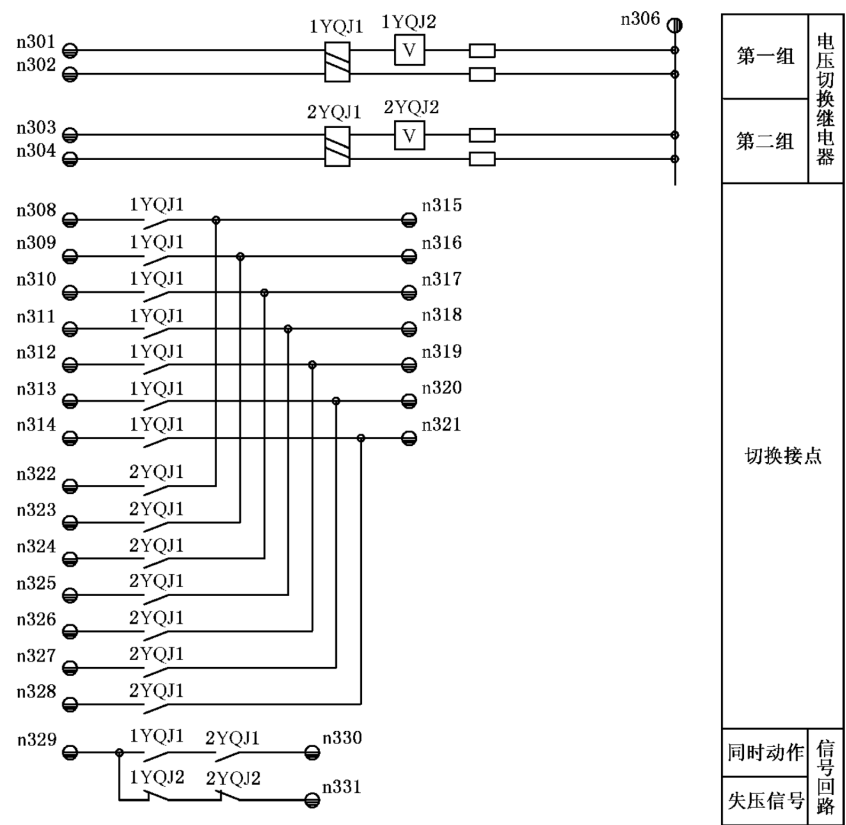 n301 1YQJ1 1YQJ2 n306
n302 V
第一组
n303 2YQJ1 2YQJ2
n304 V
第二组
电压切换继电器
n308 1YQJ1 n315
n309 1YQJ1 n316
n310 1YQJ1 n317
n311 1YQJ1 n318
n312 1YQJ1 n319
n313 1YQJ1 n320
n314 1YQJ1 n321
n322 2YQJ1
n323 2YQJ1
n324 2YQJ1
n325 2YQJ1
n326 2YQJ1
n327 2YQJ1
n328 2YQJ1
切换接点
n329 1YQJ1 2YQJ1 n330
1YQJ2 2YQJ2 n331
同时动作
失压信号
信号回路